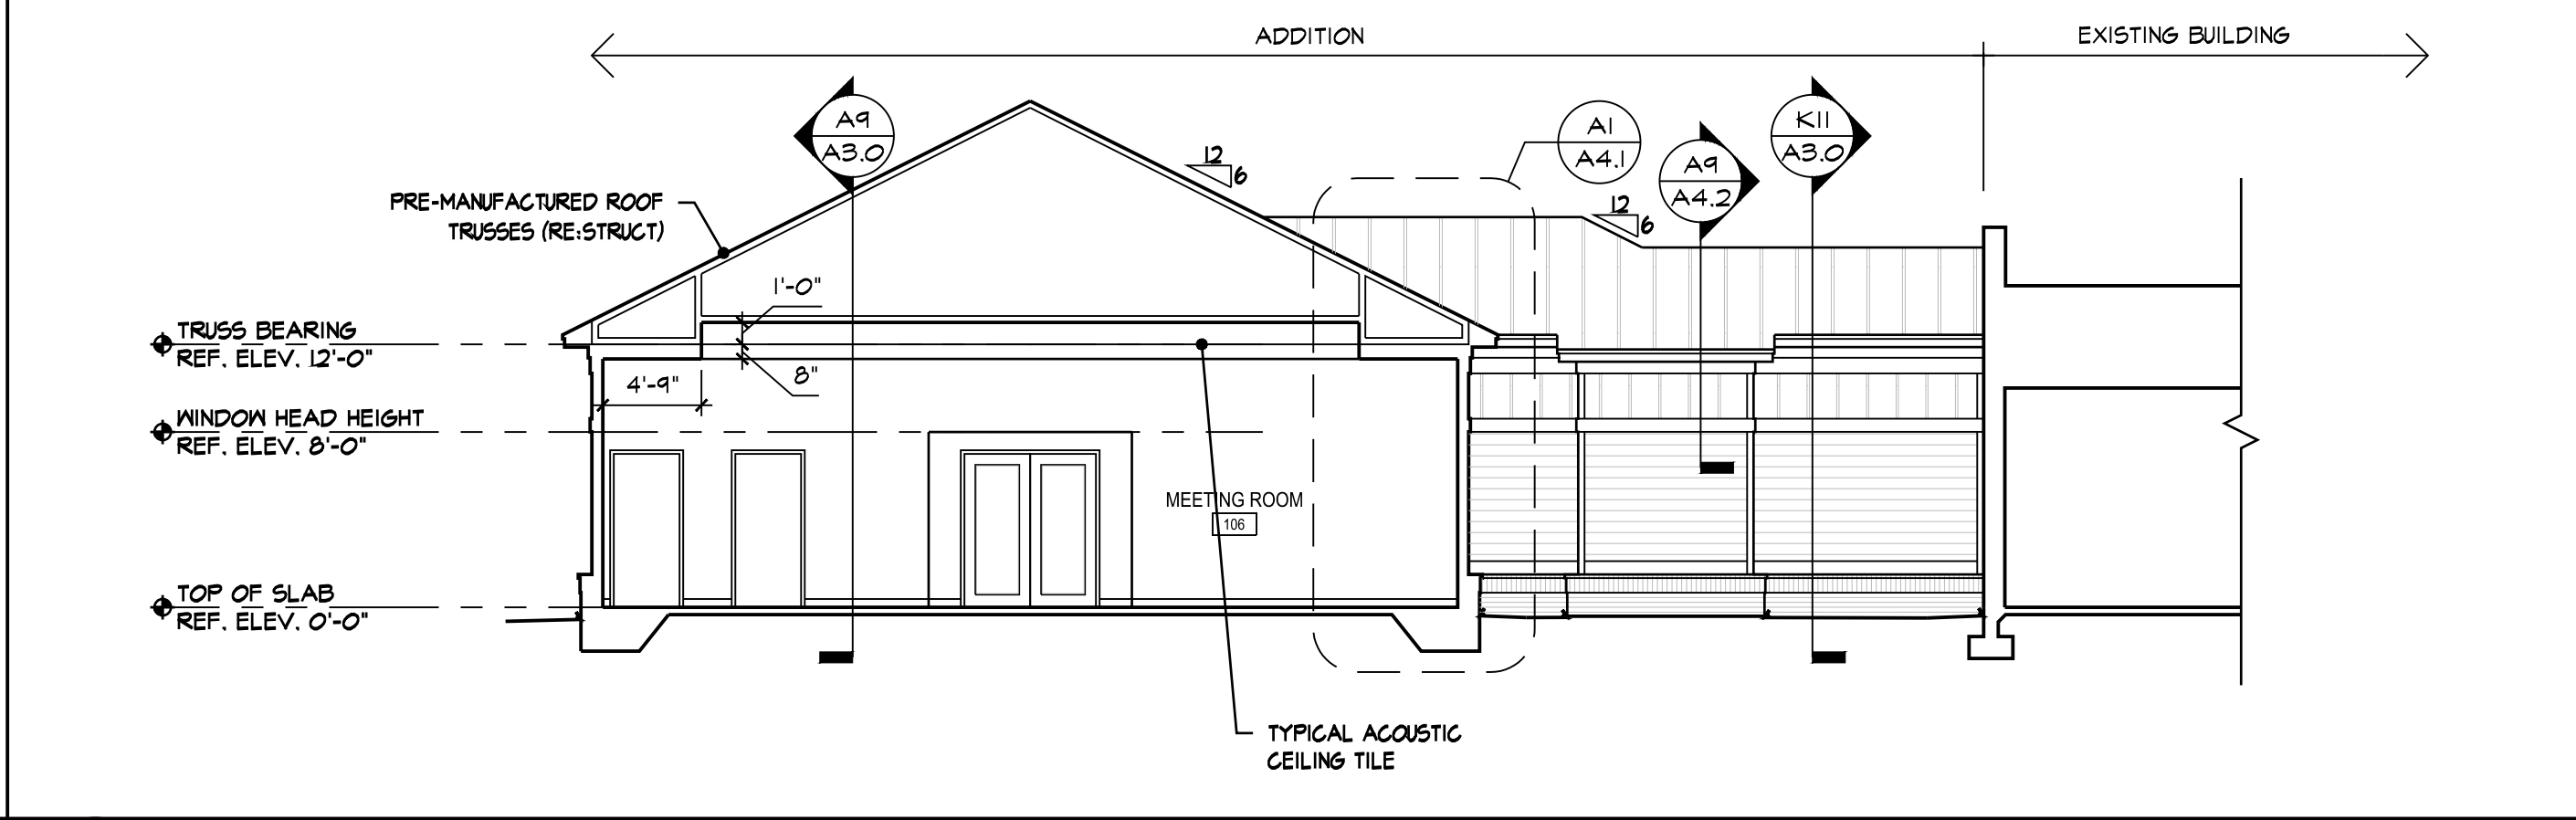 ADDITION
EXISTING BUILDING
A9
A3.0
A1
A4.1
K11
A3.0
A9
A4.2
12
6
12
6
PRE-MANUFACTURED ROOF
TRUSSES (RE:STRUCT)
1'-0"
TRUSS BEARING
REF. ELEV. 12'-0"
8"
4'-9"
WINDOW HEAD HEIGHT
REF. ELEV. 8'-0"
MEETING ROOM
106
TOP OF SLAB
REF. ELEV. 0'-0"
TYPICAL ACOUSTIC
CEILING TILE